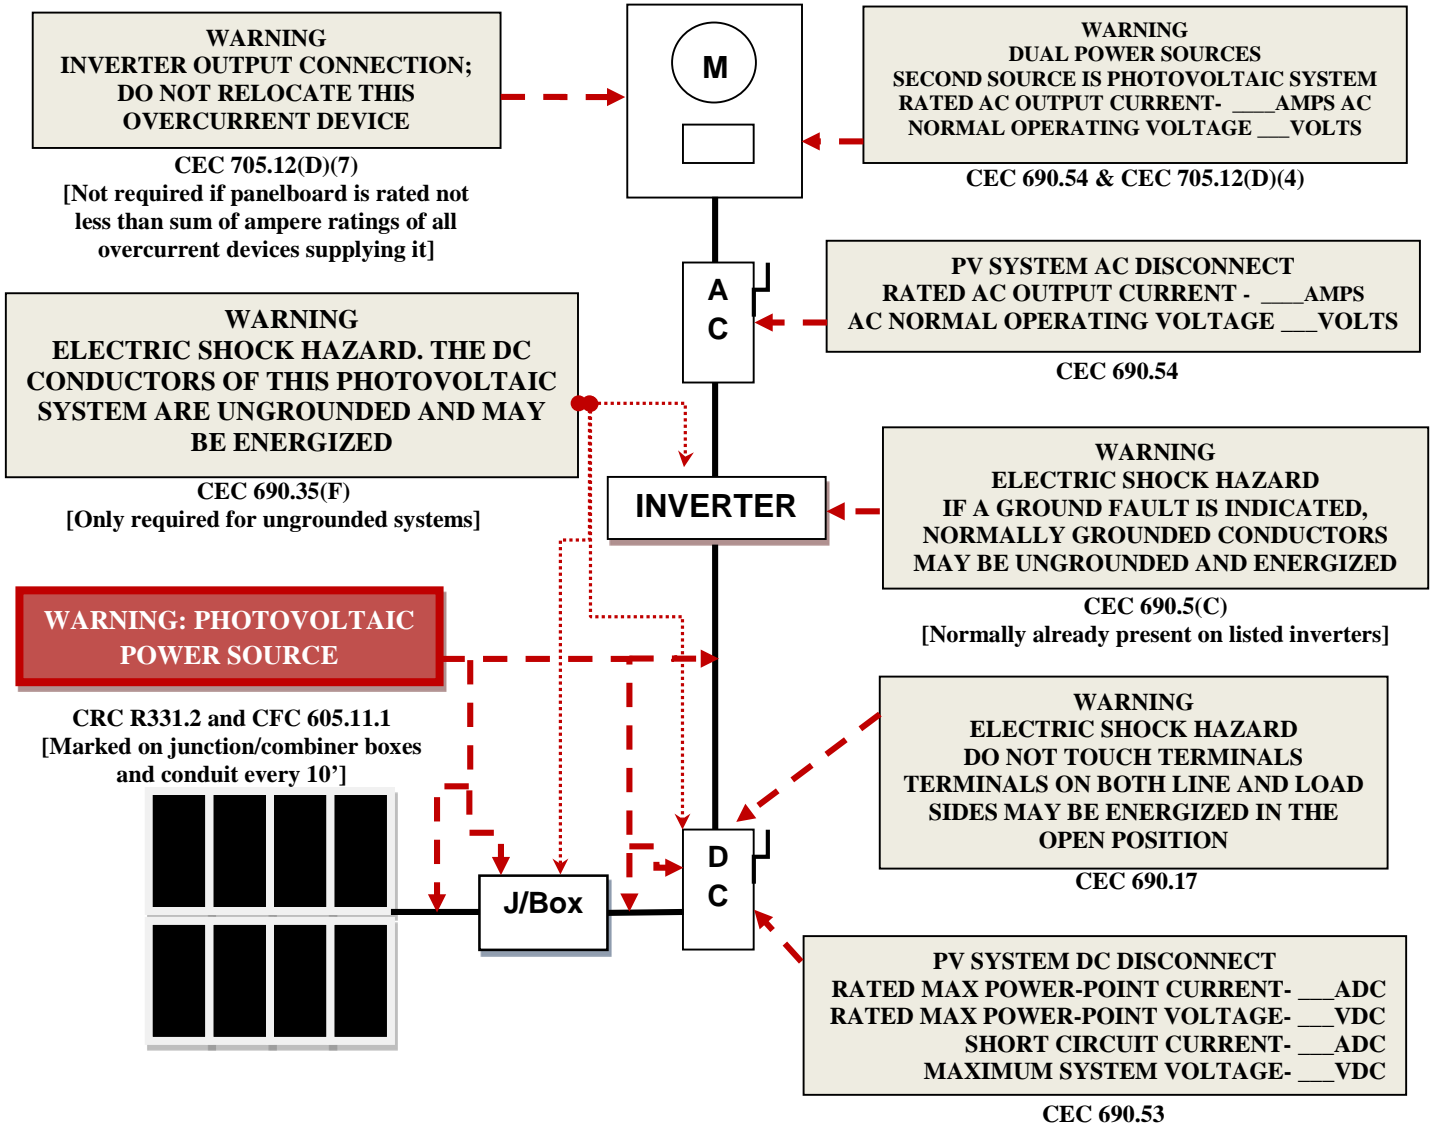 WARNING
INVERTER OUTPUT CONNECTION;
DO NOT RELOCATE THIS
OVERCURRENT DEVICE
CEC 705.12(D)(7)
[Not required if panelboard is rated not
less than sum of ampere ratings of all
overcurrent devices supplying it]
M
WARNING
DUAL POWER SOURCES
SECOND SOURCE IS PHOTOVOLTAIC SYSTEM
RATED AC OUTPUT CURRENT- ____AMPS AC
NORMAL OPERATING VOLTAGE ___VOLTS
CEC 690.54 & CEC 705.12(D)(4)
A
C
PV SYSTEM AC DISCONNECT
RATED AC OUTPUT CURRENT - ____AMPS
AC NORMAL OPERATING VOLTAGE ___VOLTS
CEC 690.54
WARNING
ELECTRIC SHOCK HAZARD. THE DC
CONDUCTORS OF THIS PHOTOVOLTAIC
SYSTEM ARE UNGROUNDED AND MAY
BE ENERGIZED
CEC 690.35(F)
[Only required for ungrounded systems]
INVERTER
WARNING
ELECTRIC SHOCK HAZARD
IF A GROUND FAULT IS INDICATED,
NORMALLY GROUNDED CONDUCTORS
MAY BE UNGROUNDED AND ENERGIZED
CEC 690.5(C)
[Normally already present on listed inverters]
WARNING: PHOTOVOLTAIC
POWER SOURCE
CRC R331.2 and CFC 605.11.1
[Marked on junction/combiner boxes
and conduit every 10’]
WARNING
ELECTRIC SHOCK HAZARD
DO NOT TOUCH TERMINALS
TERMINALS ON BOTH LINE AND LOAD
SIDES MAY BE ENERGIZED IN THE
OPEN POSITION
CEC 690.17
J/Box
D
C
PV SYSTEM DC DISCONNECT
RATED MAX POWER-POINT CURRENT- ___ADC
RATED MAX POWER-POINT VOLTAGE- ___VDC
SHORT CIRCUIT CURRENT- ___ADC
MAXIMUM SYSTEM VOLTAGE- ___VDC
CEC 690.53